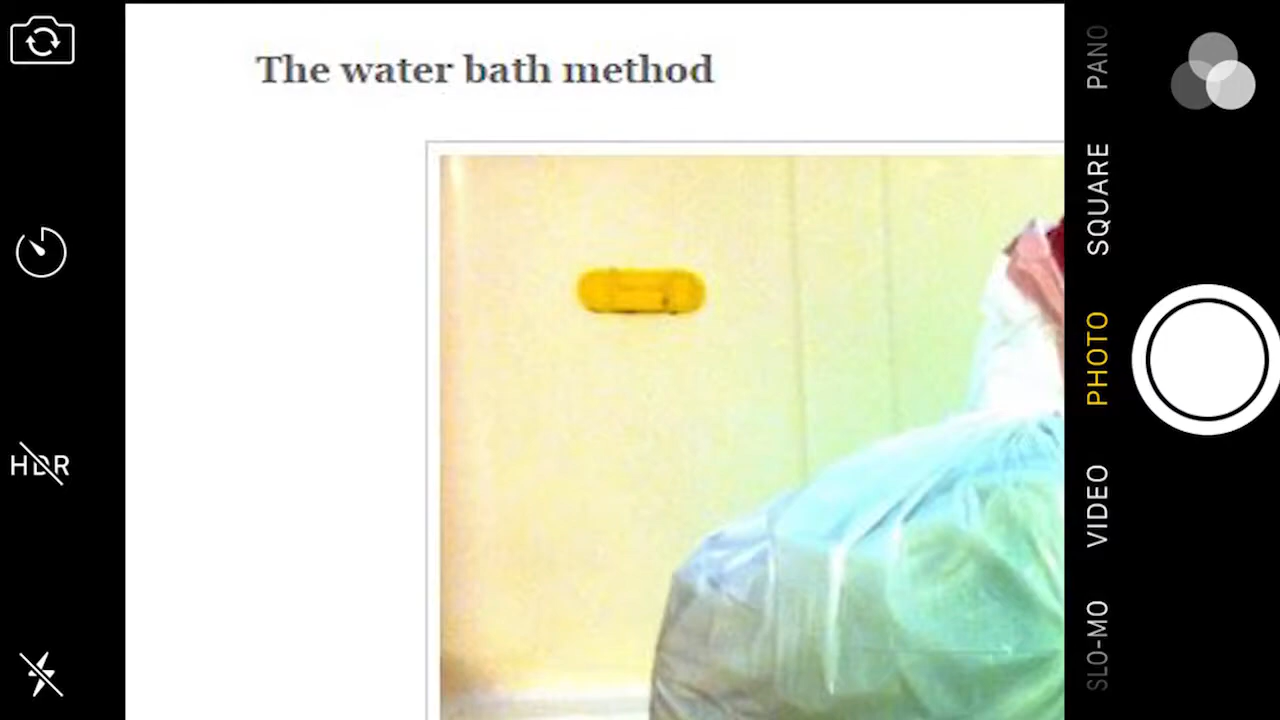 The water bath method
HDR
PANO
SQUARE
PHOTO
VIDEO
SLO-MO